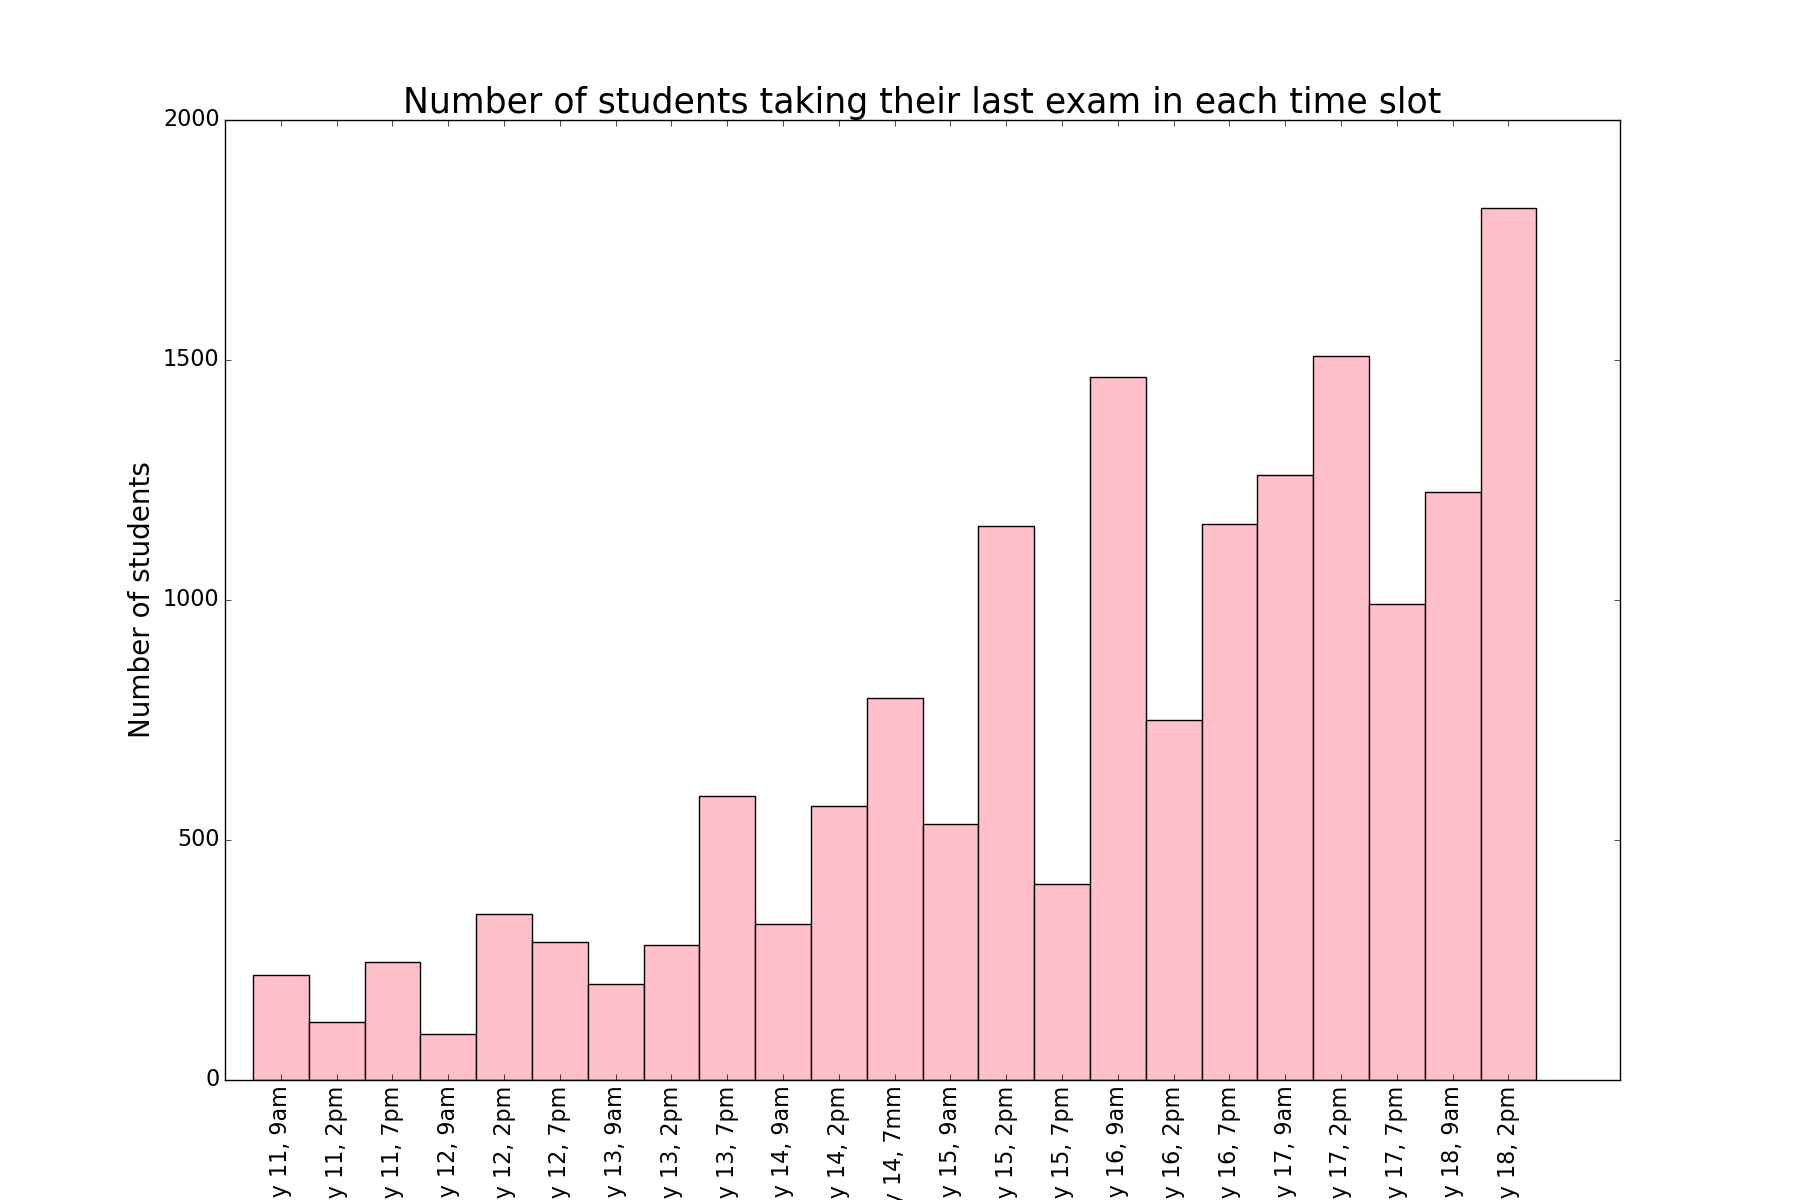 Number of students taking their last exam in each time slot
2000
1500
1000
500
0
Number of students
y 11, 9am
y 11, 2pm
y 11, 7pm
y 12, 9am
y 12, 2pm
y 12, 7pm
y 13, 9am
y 13, 2pm
y 13, 7pm
y 14, 9am
y 14, 2pm
y 14, 7mm
y 15, 9am
y 15, 2pm
y 15, 7pm
y 16, 9am
y 16, 2pm
y 16, 7pm
y 17, 9am
y 17, 2pm
y 17, 7pm
y 18, 9am
y 18, 2pm